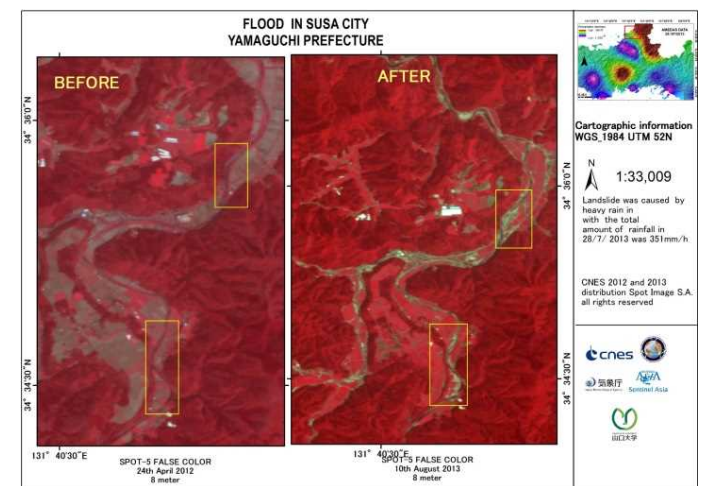 FLOOD IN SUSA CITY
YAMAGUCHI PREFECTURE
BEFORE
AFTER
34° 36'0"N
34° 34'30"N
131° 40'30"E
SPOT-5 FALSE COLOR
24th April 2012
8 meter
34° 36'0"N
34° 34'30"N
131° 40'30"E
SPOT-5 FALSE COLOR
10th August 2013
8 meter
Cartographic information
WGS_1984 UTM 52N
N
1:33,009
Landslide was caused by
heavy rain in
with the total
amount of rainfall in
28/7/ 2013 was 351mm/h
CNES 2012 and 2013
distribution Spot Image S.A.
all rights reserved
cnes
気象庁
Sentinel Asia
山口大学